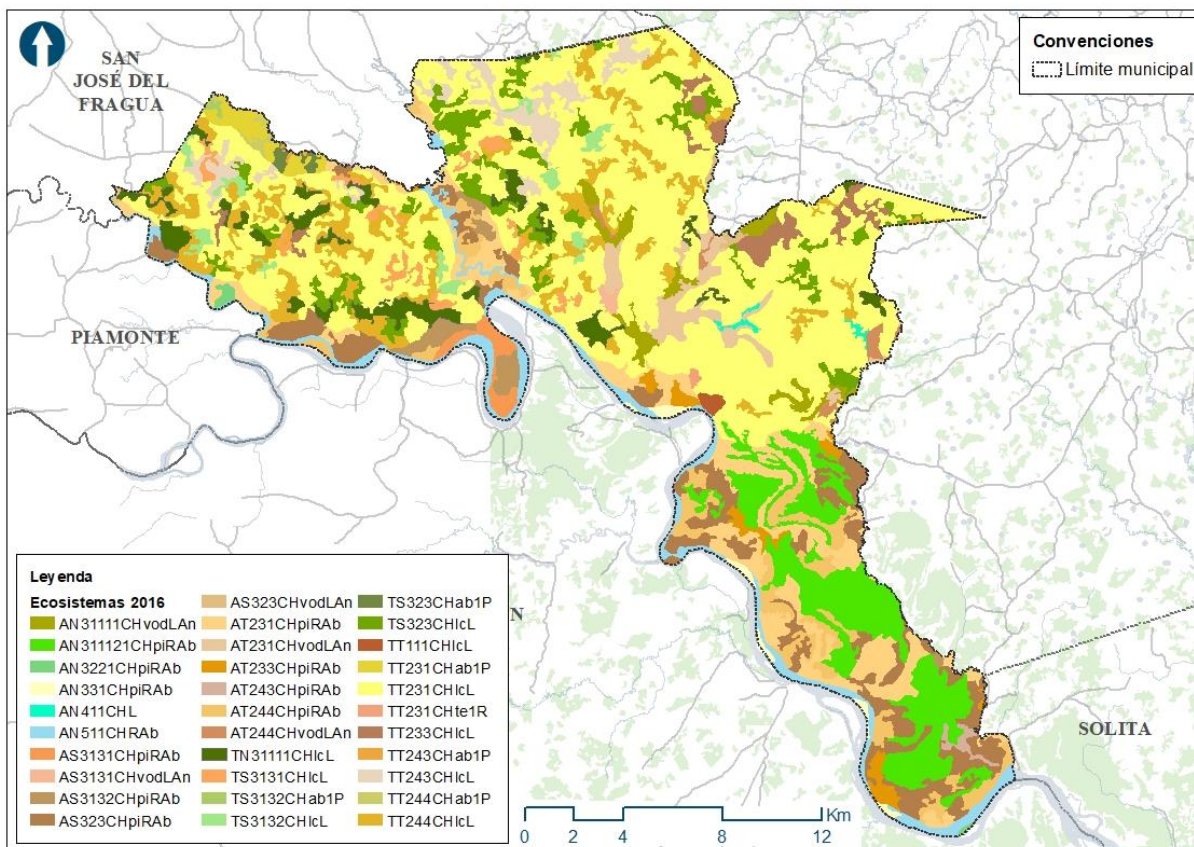 SAN
JOSÉ DEL
FRAGUA
Convenciones
Límite municipal
PIAMONTE
N
SOLITA
Leyenda
Ecosistemas 2016
AN31111CHvodLAn
AN311121CHpiRAb
AN3221CHpiRAb
AN331CHpiRAb
AN411CHL
AN511CHRAb
AS3131CHpiRAb
AS3131CHvodLAn
AS3132CHpiRAb
AS323CHpiRAb
AS323CHvodLAn
AT231CHpiRAb
AT231CHvodLAn
AT233CHpiRAb
AT243CHpiRAb
AT244CHpiRAb
AT244CHvodLAn
TN31111CHlcL
TS3131CHlcL
TS3132CHab1P
TS3132CHlcL
TS323CHab1P
TS323CHlcL
TT111CHlcL
TT231CHab1P
TT231CHlcL
TT231CHte1R
TT233CHlcL
TT243CHab1P
TT243CHlcL
TT244CHab1P
TT244CHlcL
0 2 4 8 12 Km